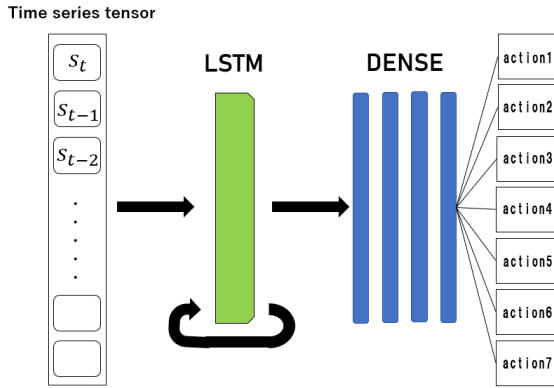 Time series tensor
s_t
s_{t-1}
s_{t-2}
LSTM
DENSE
action1
action2
action3
action4
action5
action6
action7